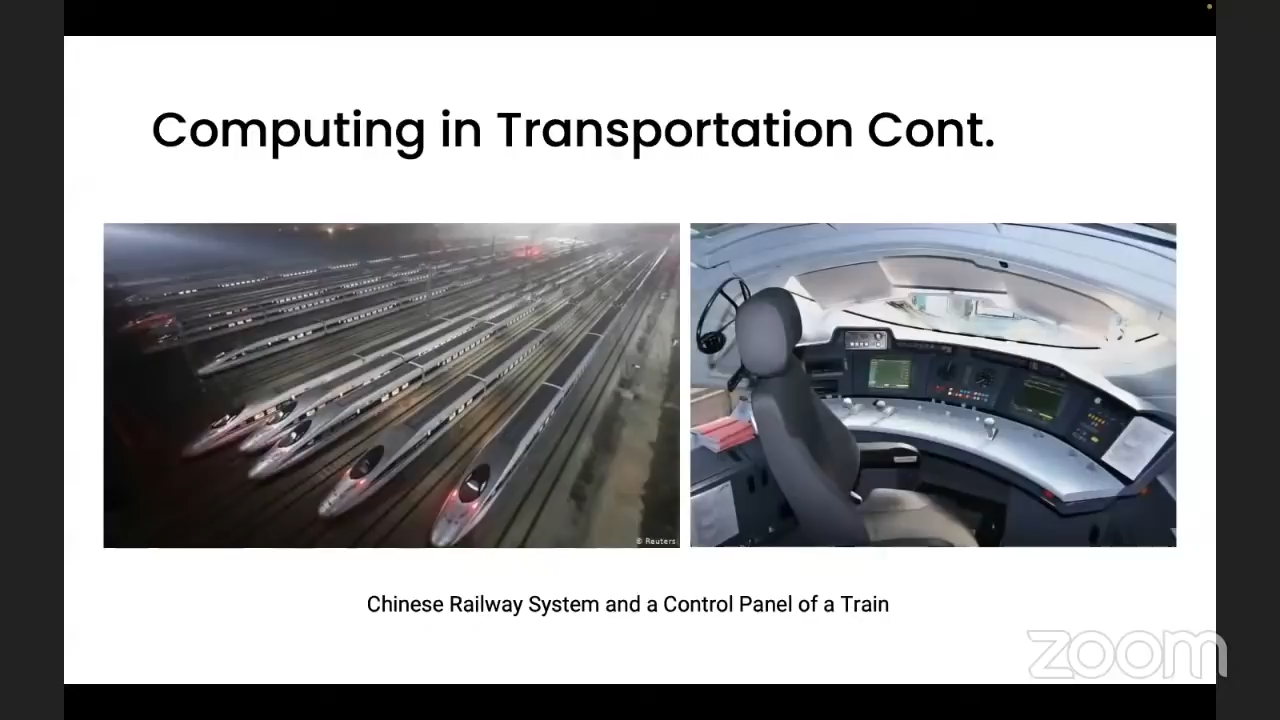 Computing in Transportation Cont.
© Reuters
Chinese Railway System and a Control Panel of a Train
zoom